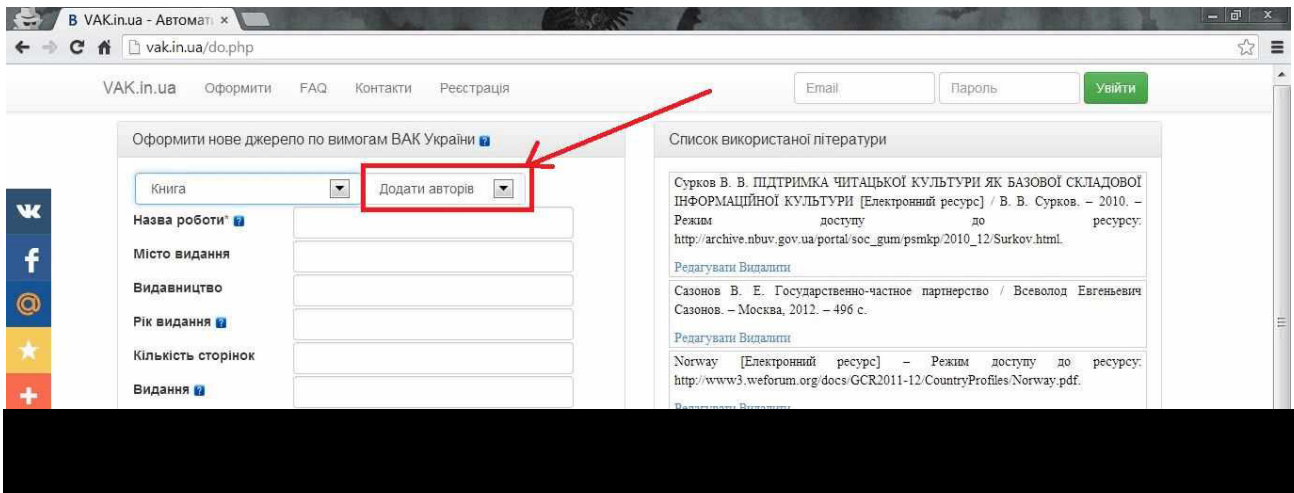 VAK.in.ua - Автомат
vak.in.ua/do.php
VAK.in.ua Оформити FAQ Контакти Реєстрація Email Пароль Увійти
Оформити нове джерело по вимогам ВАК України
Книга Додати авторів
Назва роботи*
Місто видання
Видавництво
Рік видання
Кількість сторінок
Видання
Список використаної літератури
Сурков В. В. ПІДТРИМКА ЧИТАЦЬКОЇ КУЛЬТУРИ ЯК БАЗОВОЇ СКЛАДОВОЇ
ІНФОРМАЦІЙНОЇ КУЛЬТУРИ [Електронний ресурс] / В. В. Сурков. – 2010. –
Режим доступу до ресурсу:
http://archive.nbuv.gov.ua/portal/soc_gum/psmkp/2010_12/Surkov.html.
Редагувати Видалити
Сазонов В. Е. Государственно-частное партнерство / Всеволод Евгеньевич
Сазонов. – Москва, 2012. – 496 с.
Редагувати Видалити
Norway [Електронний ресурс] – Режим доступу до ресурсу:
http://www3.weforum.org/docs/GCR2011-12/CountryProfiles/Norway.pdf.
Редагувати Видалити